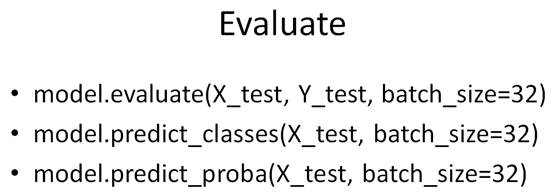 Evaluate
• model.evaluate(X_test, Y_test, batch_size=32)
• model.predict_classes(X_test, batch_size=32)
• model.predict_proba(X_test, batch_size=32)